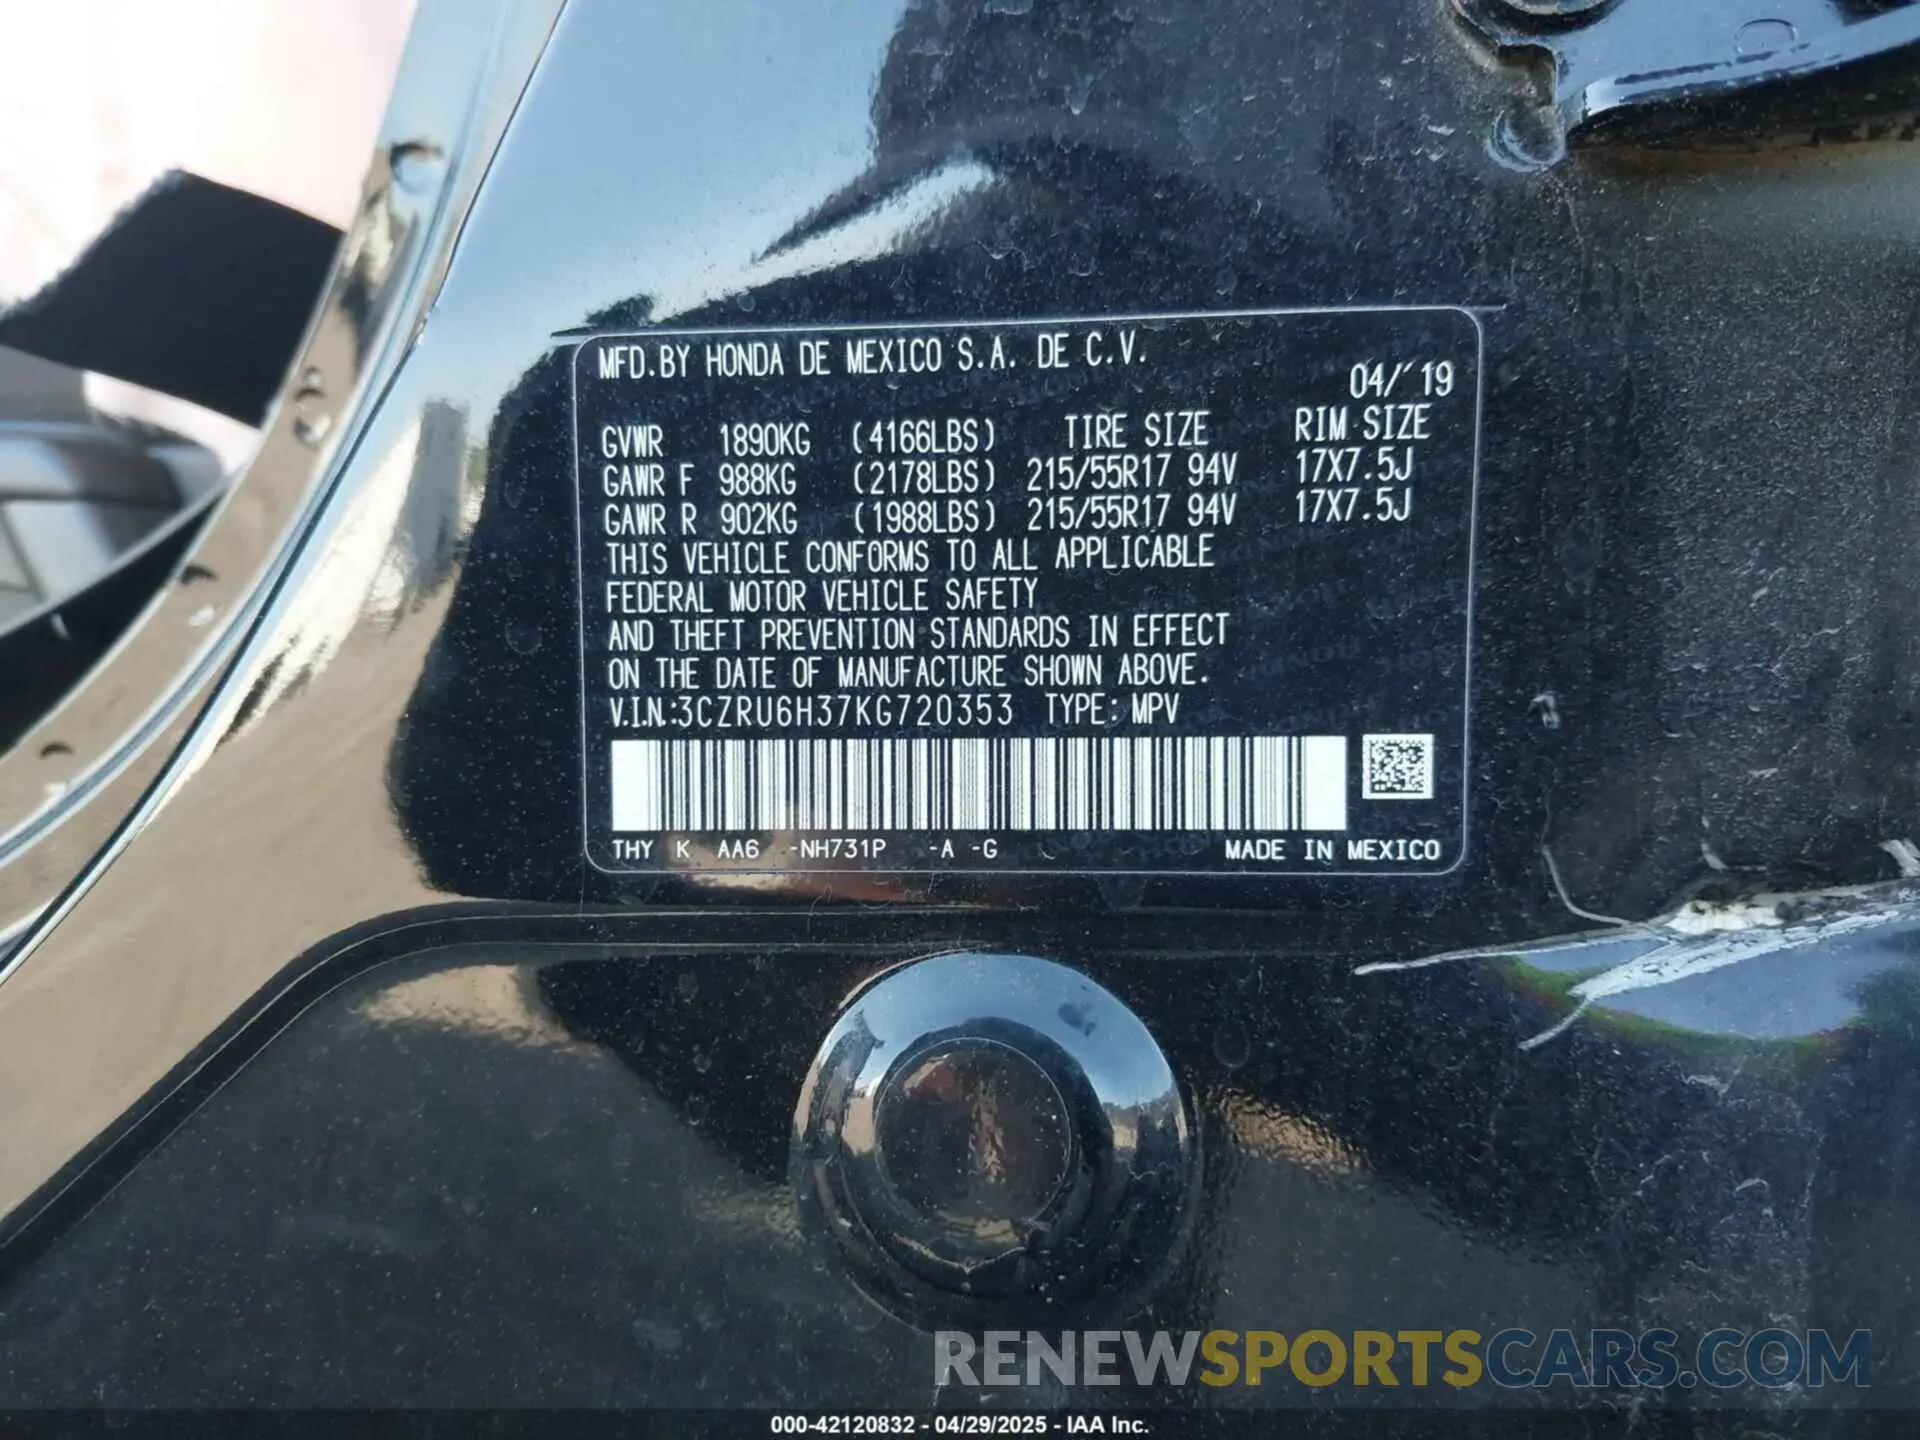 MFD.BY HONDA DE MEXICO S.A. DE C.V.
04/'19
GVWR 1890KG (4166LBS) TIRE SIZE RIM SIZE
GAWR F 988KG (2178LBS) 215/55R17 94V 17X7.5J
GAWR R 902KG (1988LBS) 215/55R17 94V 17X7.5J
THIS VEHICLE CONFORMS TO ALL APPLICABLE
FEDERAL MOTOR VEHICLE SAFETY
AND THEFT PREVENTION STANDARDS IN EFFECT
ON THE DATE OF MANUFACTURE SHOWN ABOVE.
V.I.N.:3CZRU6H37KG720353 TYPE: MPV
THY K AA6 -NH731P -A -G MADE IN MEXICO
RENEWSPORTSCARS.COM
000-42120832 - 04/29/2025 - IAA Inc.